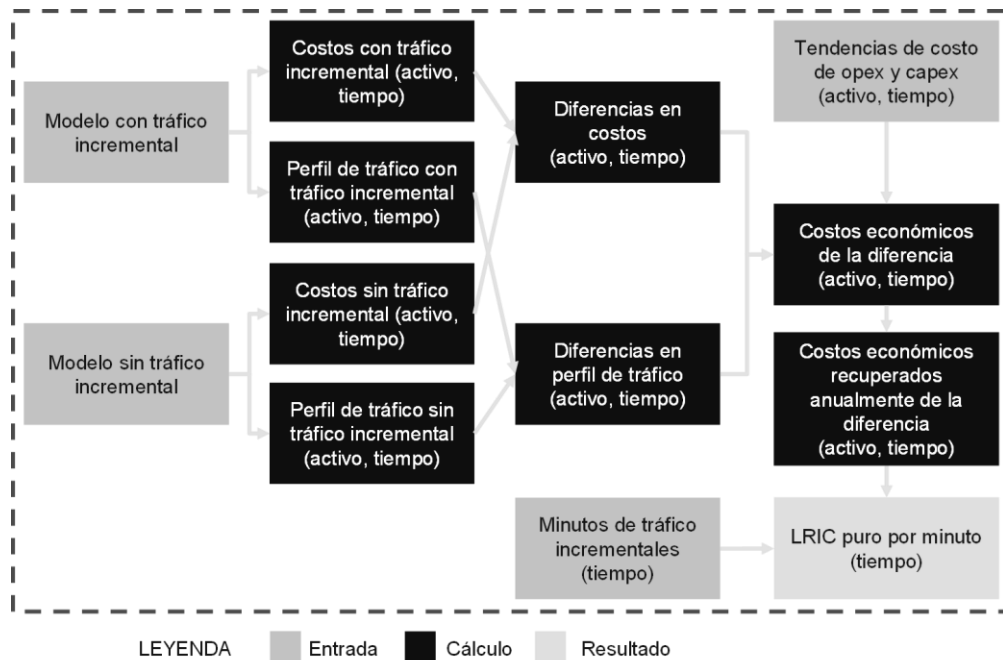 Modelo con tráfico
incremental
Modelo sin tráfico
incremental
Costos con tráfico
incremental (activo,
tiempo)
Perfil de tráfico con
tráfico incremental
(activo, tiempo)
Costos sin tráfico
incremental (activo,
tiempo)
Perfil de tráfico sin
tráfico incremental
(activo, tiempo)
Diferencias en
costos
(activo, tiempo)
Diferencias en
perfil de tráfico
(activo, tiempo)
Minutos de tráfico
incrementales
(tiempo)
Tendencias de costo
de opex y capex
(activo, tiempo)
Costos económicos
de la diferencia
(activo, tiempo)
Costos económicos
recuperados
anualmente de la
diferencia
(activo, tiempo)
LRIC puro por minuto
(tiempo)
LEYENDA
Entrada
Cálculo
Resultado